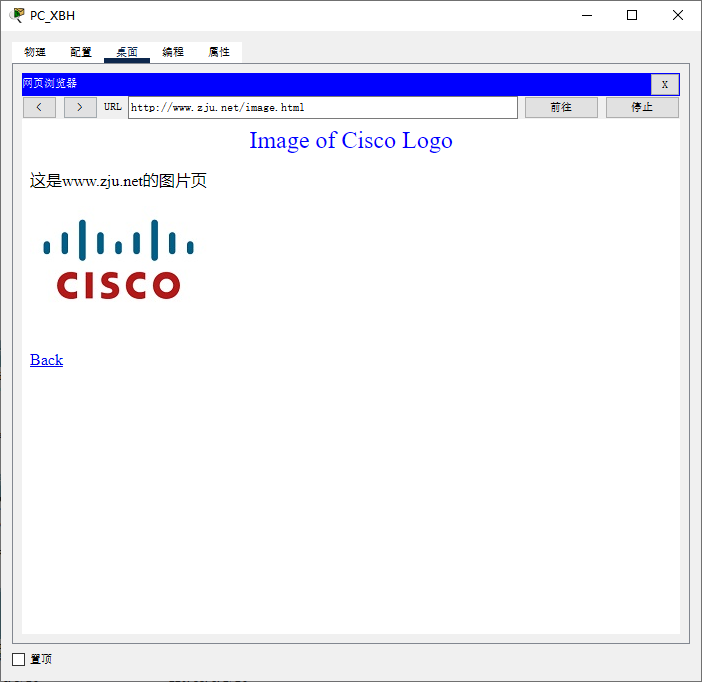 PC_XBH
物理 配置 桌面 编程 属性
网页浏览器 X
< > URL http://www.zju.net/image.html 前往 停止
Image of Cisco Logo
这是www.zju.net的图片页
CISCO
Back
置顶